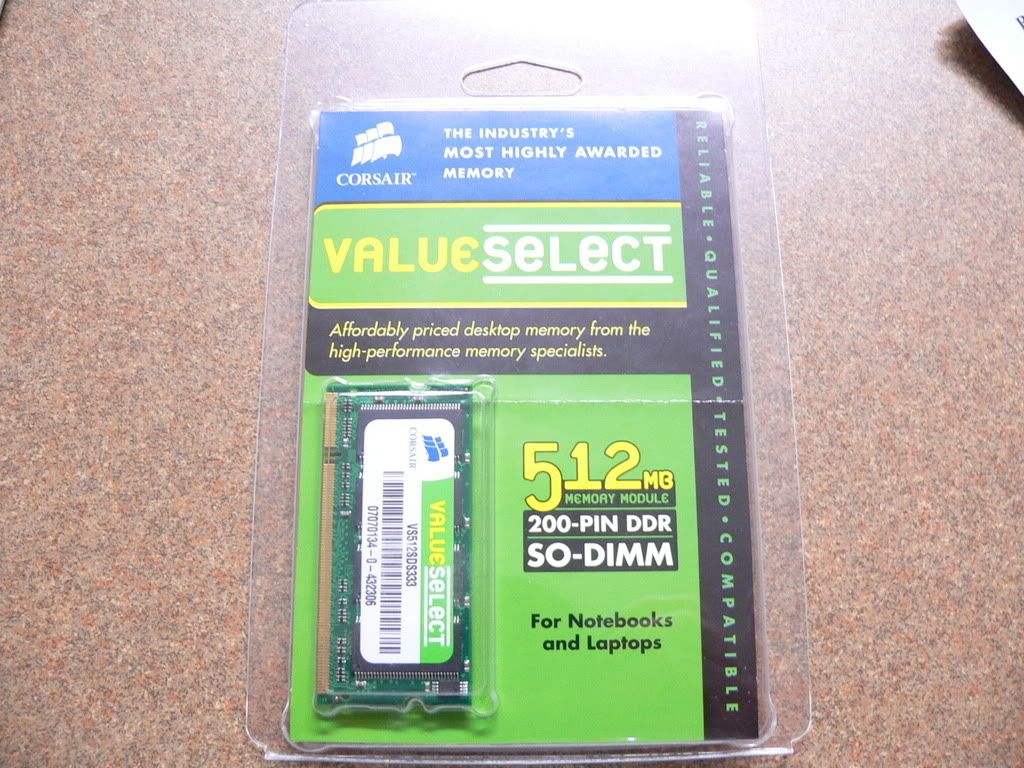 THE INDUSTRY'S
MOST HIGHLY AWARDED
MEMORY
CORSAIR™
VALUESELECT
Affordably priced desktop memory from the
high-performance memory specialists.
RELIABLE • QUALIFIED • TESTED • COMPATIBLE
512MB
MEMORY MODULE
200-PIN DDR
SO-DIMM
For Notebooks
and Laptops
CORSAIR
VALUESELECT
VS512SDS333
07070134-0-432306